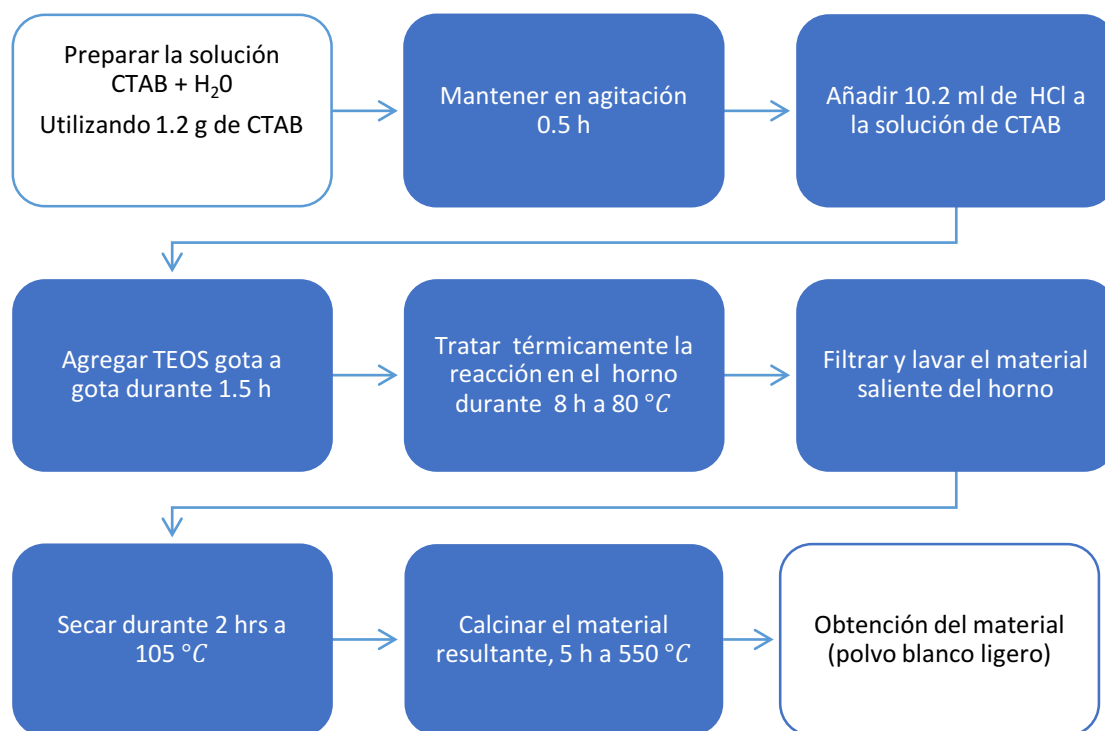 Preparar la solución
CTAB + H₂0
Utilizando 1.2 g de CTAB
Mantener en agitación
0.5 h
Añadir 10.2 ml de HCl a
la solución de CTAB
Agregar TEOS gota a
gota durante 1.5 h
Tratar térmicamente la
reacción en el horno
durante 8 h a 80 °C
Filtrar y lavar el material
saliente del horno
Secar durante 2 hrs a
105 °C
Calcinar el material
resultante, 5 h a 550 °C
Obtención del material
(polvo blanco ligero)